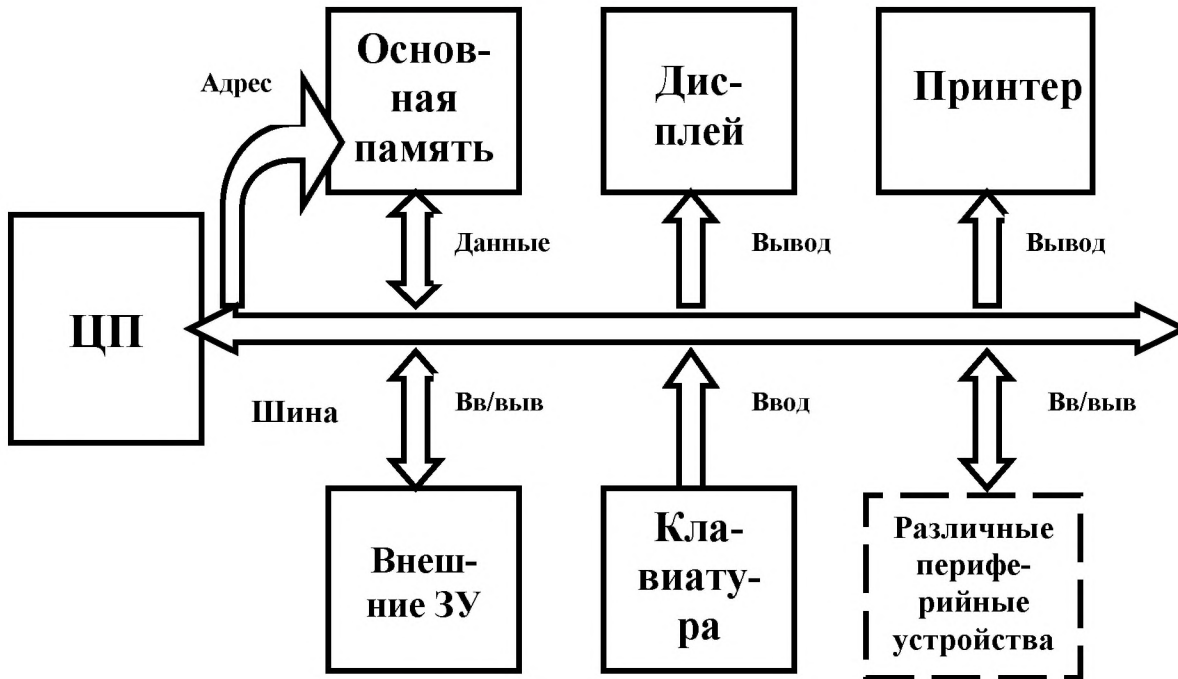 Адрес
Основ-
ная
память
Дис-
плей
Принтер
Данные
Вывод
Вывод
ЦП
Шина
Вв/выв
Ввод
Вв/выв
Внеш-
ние ЗУ
Кла-
виату-
ра
Различные
перифе-
рийные
устройства